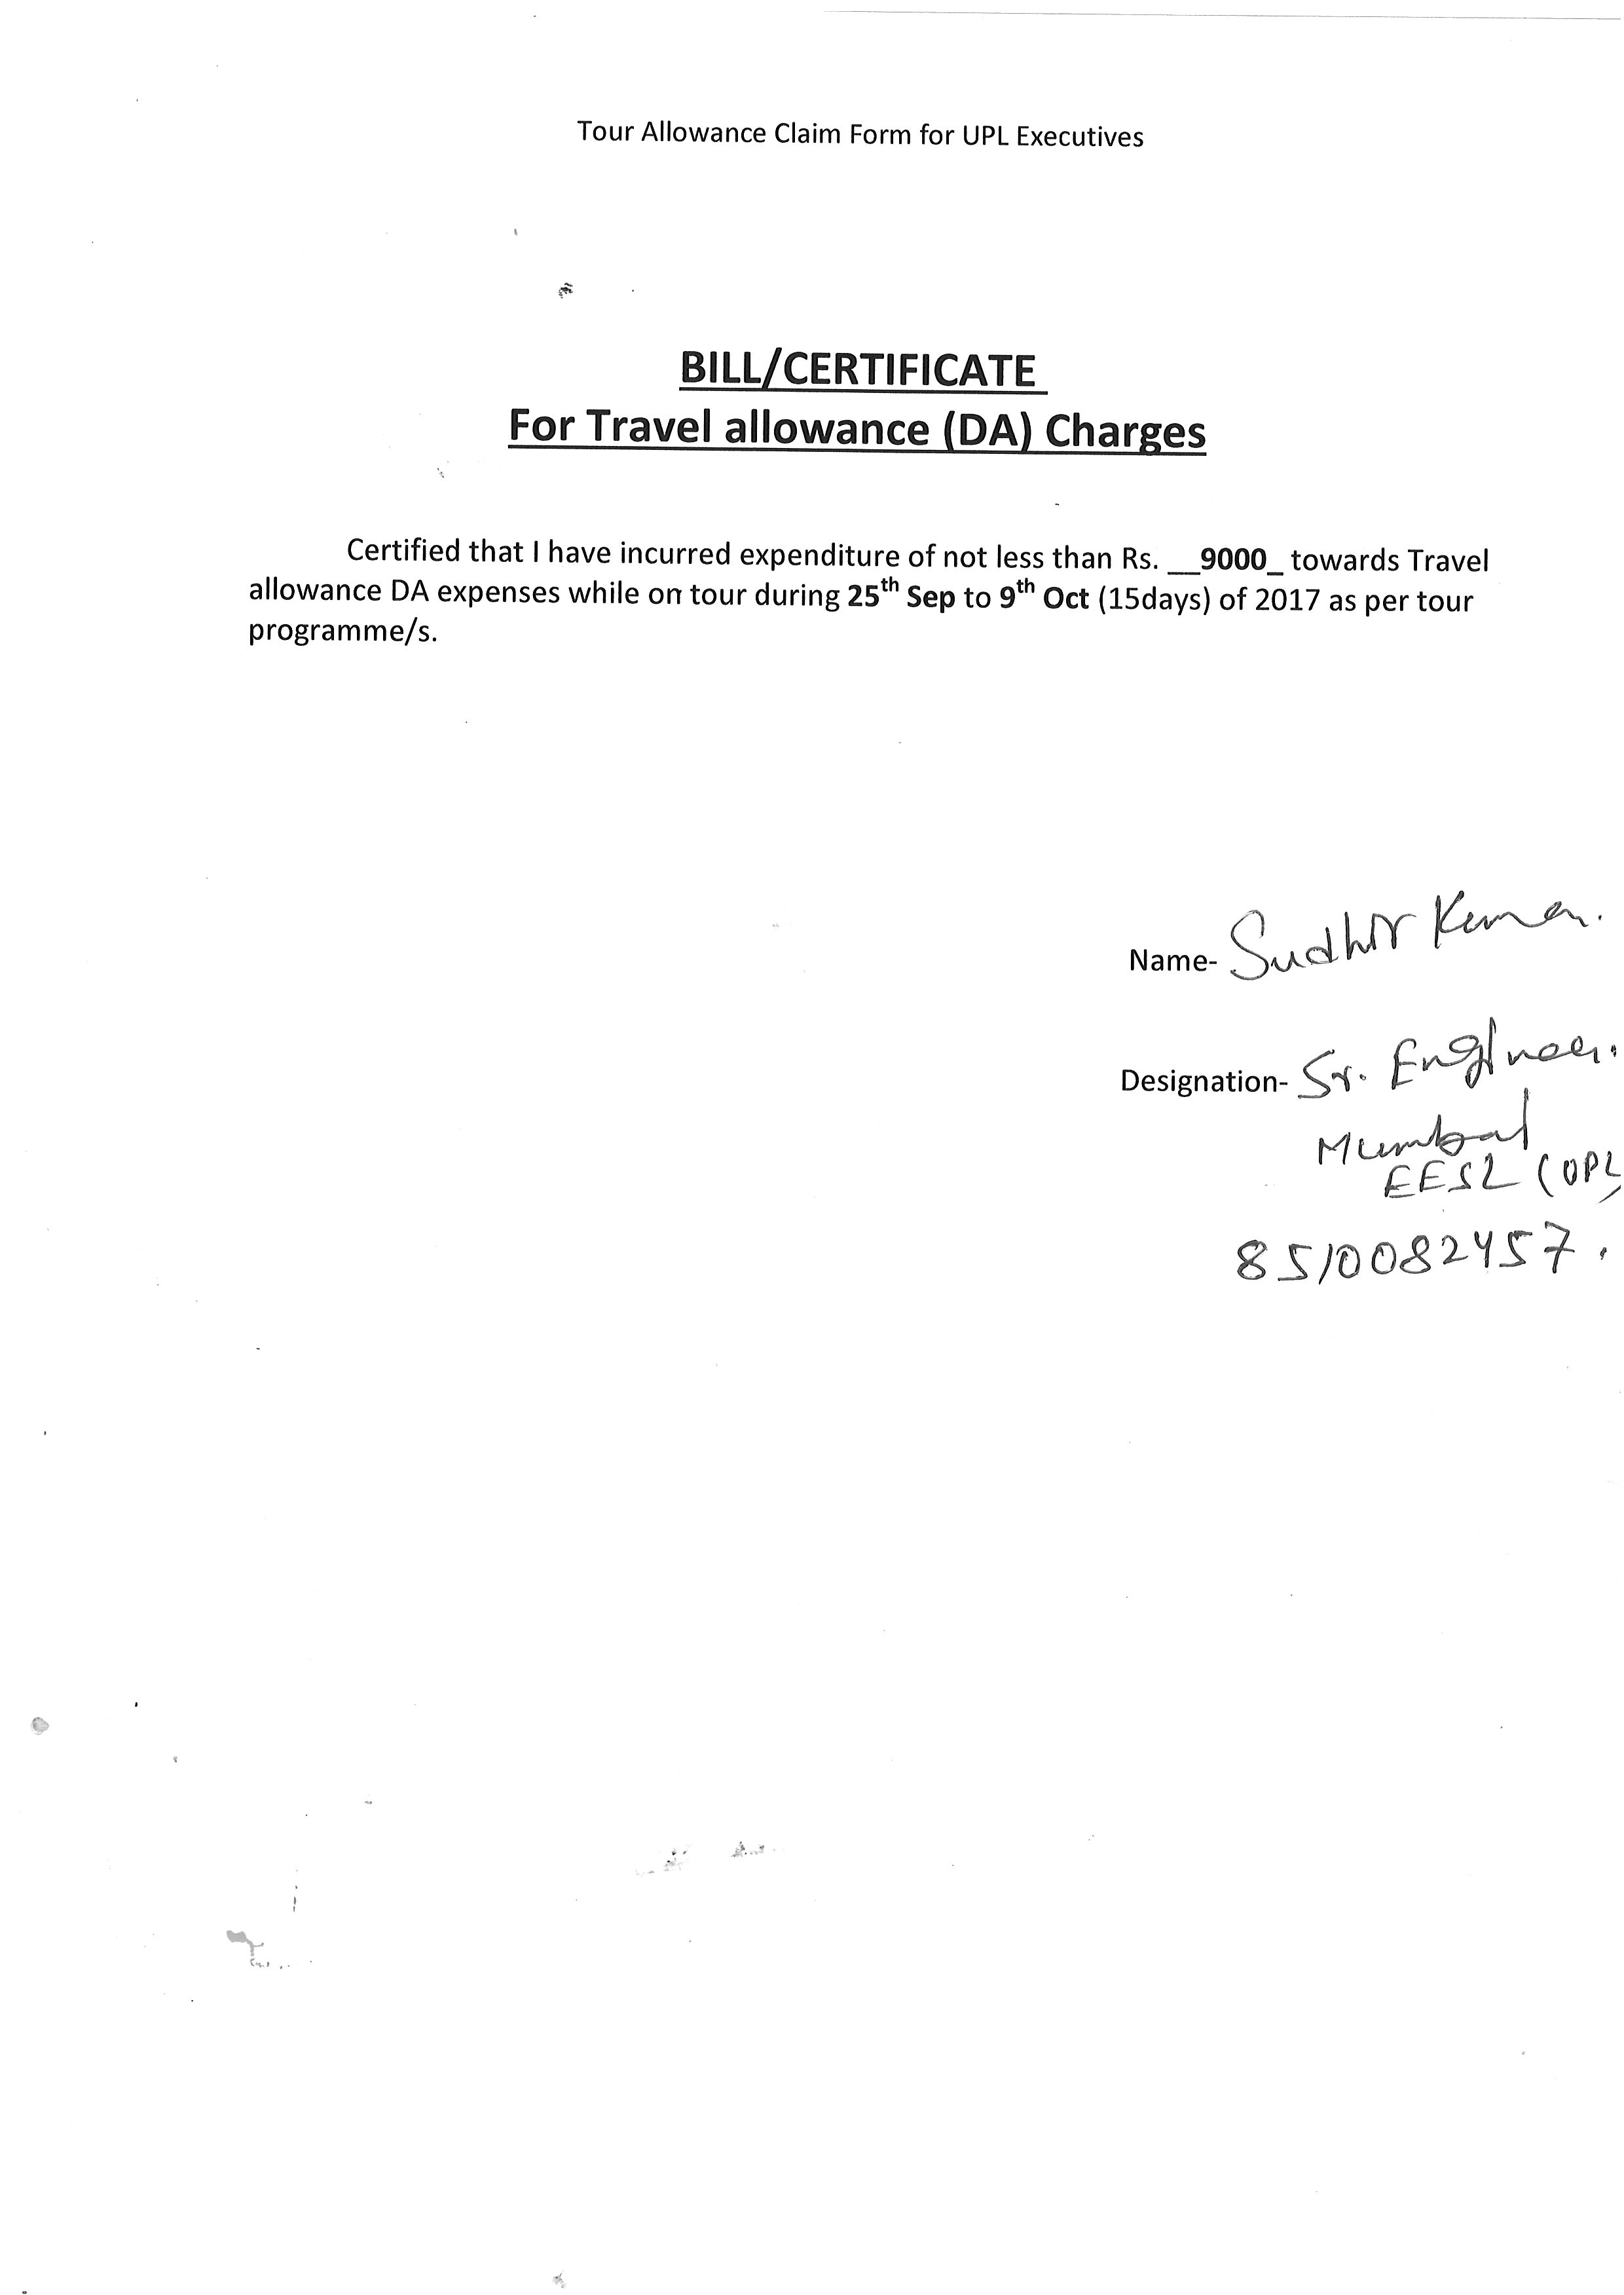 Tour Allowance Claim Form for UPL Executives
BILL/CERTIFICATE
For Travel allowance (DA) Charges
Certified that I have incurred expenditure of not less than Rs. __9000_ towards Travel
allowance DA expenses while on tour during 25th Sep to 9th Oct (15days) of 2017 as per tour
programme/s.
Name- Sudhir Kumar.
Designation- Sr. Engineer.
Mumbai
EESL (UPL)
8510082457.